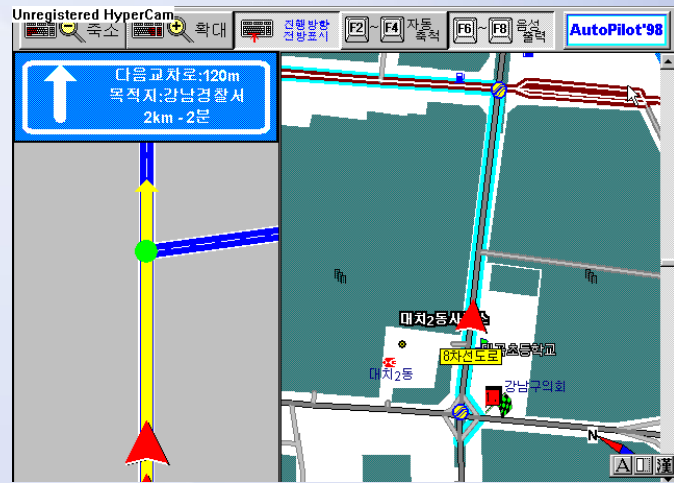 Unregistered HyperCam
축소
확대
진행방향
전방표시
F2 ~ F4 자동
축척
F6 ~ F8 음성
출력
AutoPilot'98
다음교차로:120m
목적지:강남경찰서
2km - 2분
대치2동사
초등학교
8차선도로
대치2동
강남구의회
N
A 漢